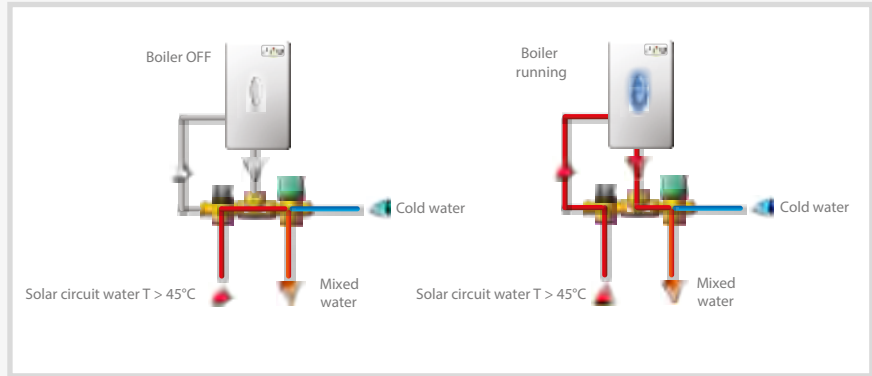 Boiler OFF
Cold water
Solar circuit water T > 45°C
Mixed
water
Boiler
running
Cold water
Solar circuit water T > 45°C
Mixed
water